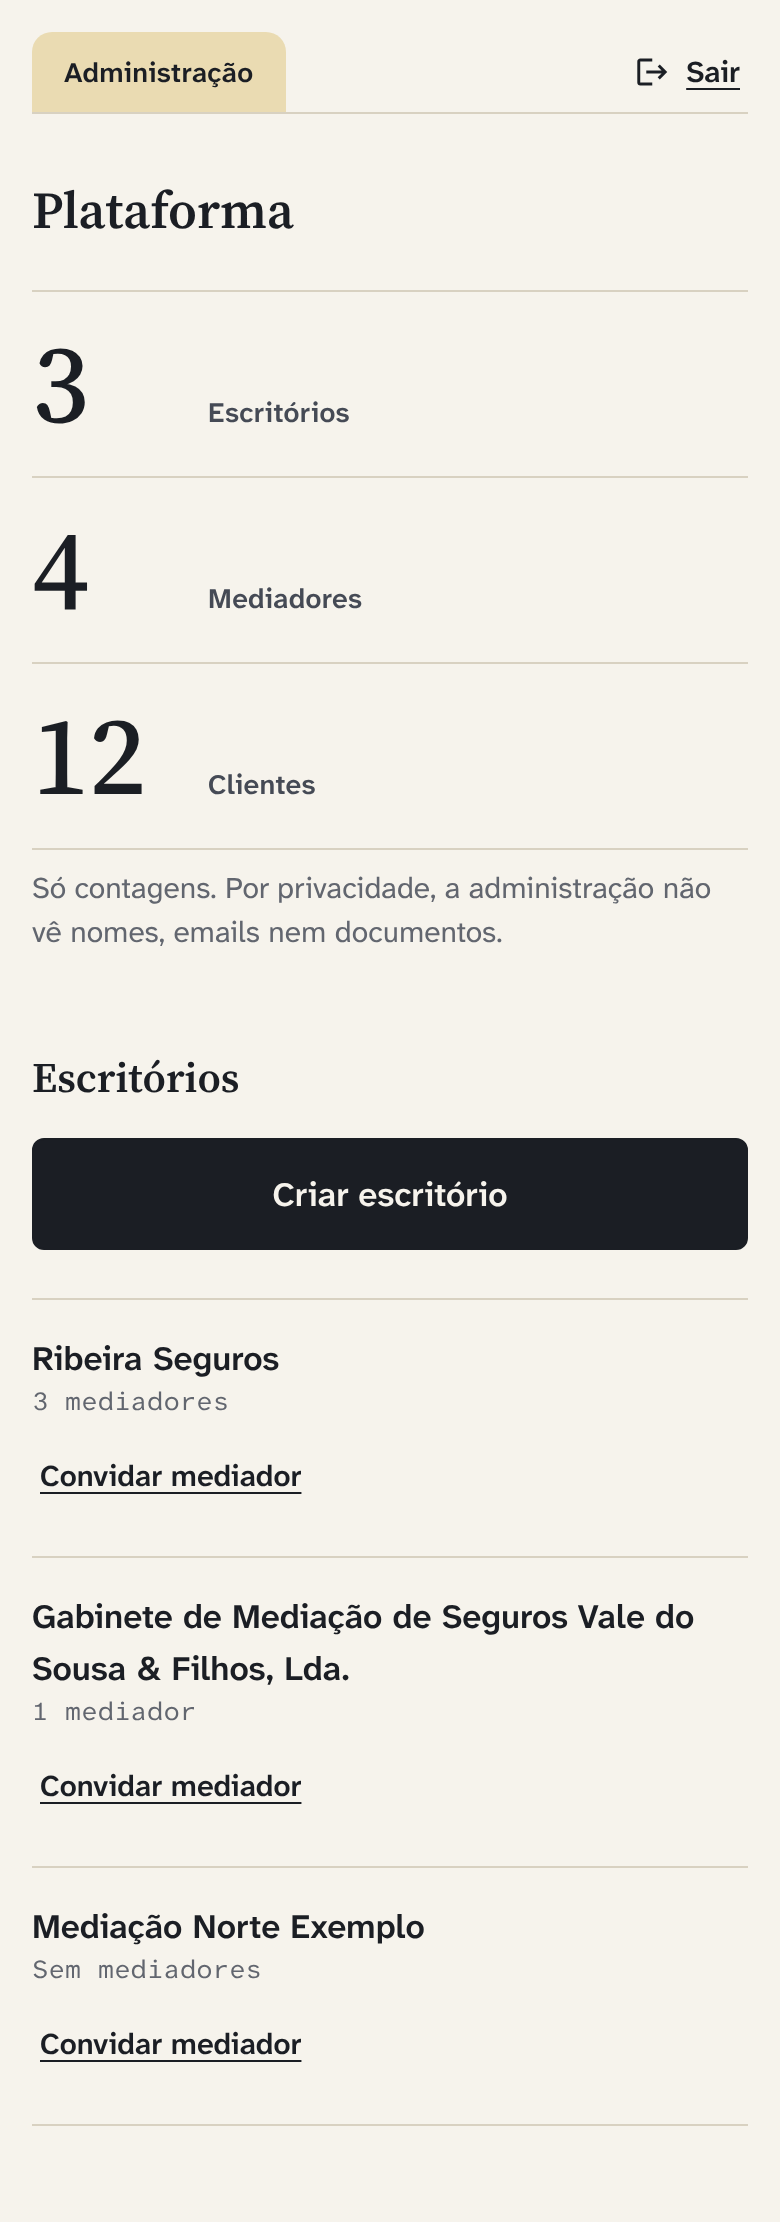 Administração
Sair
Plataforma
3 Escritórios
4 Mediadores
12 Clientes
Só contagens. Por privacidade, a administração não
vê nomes, emails nem documentos.
Escritórios
Criar escritório
Ribeira Seguros
3 mediadores
Convidar mediador
Gabinete de Mediação de Seguros Vale do
Sousa & Filhos, Lda.
1 mediador
Convidar mediador
Mediação Norte Exemplo
Sem mediadores
Convidar mediador